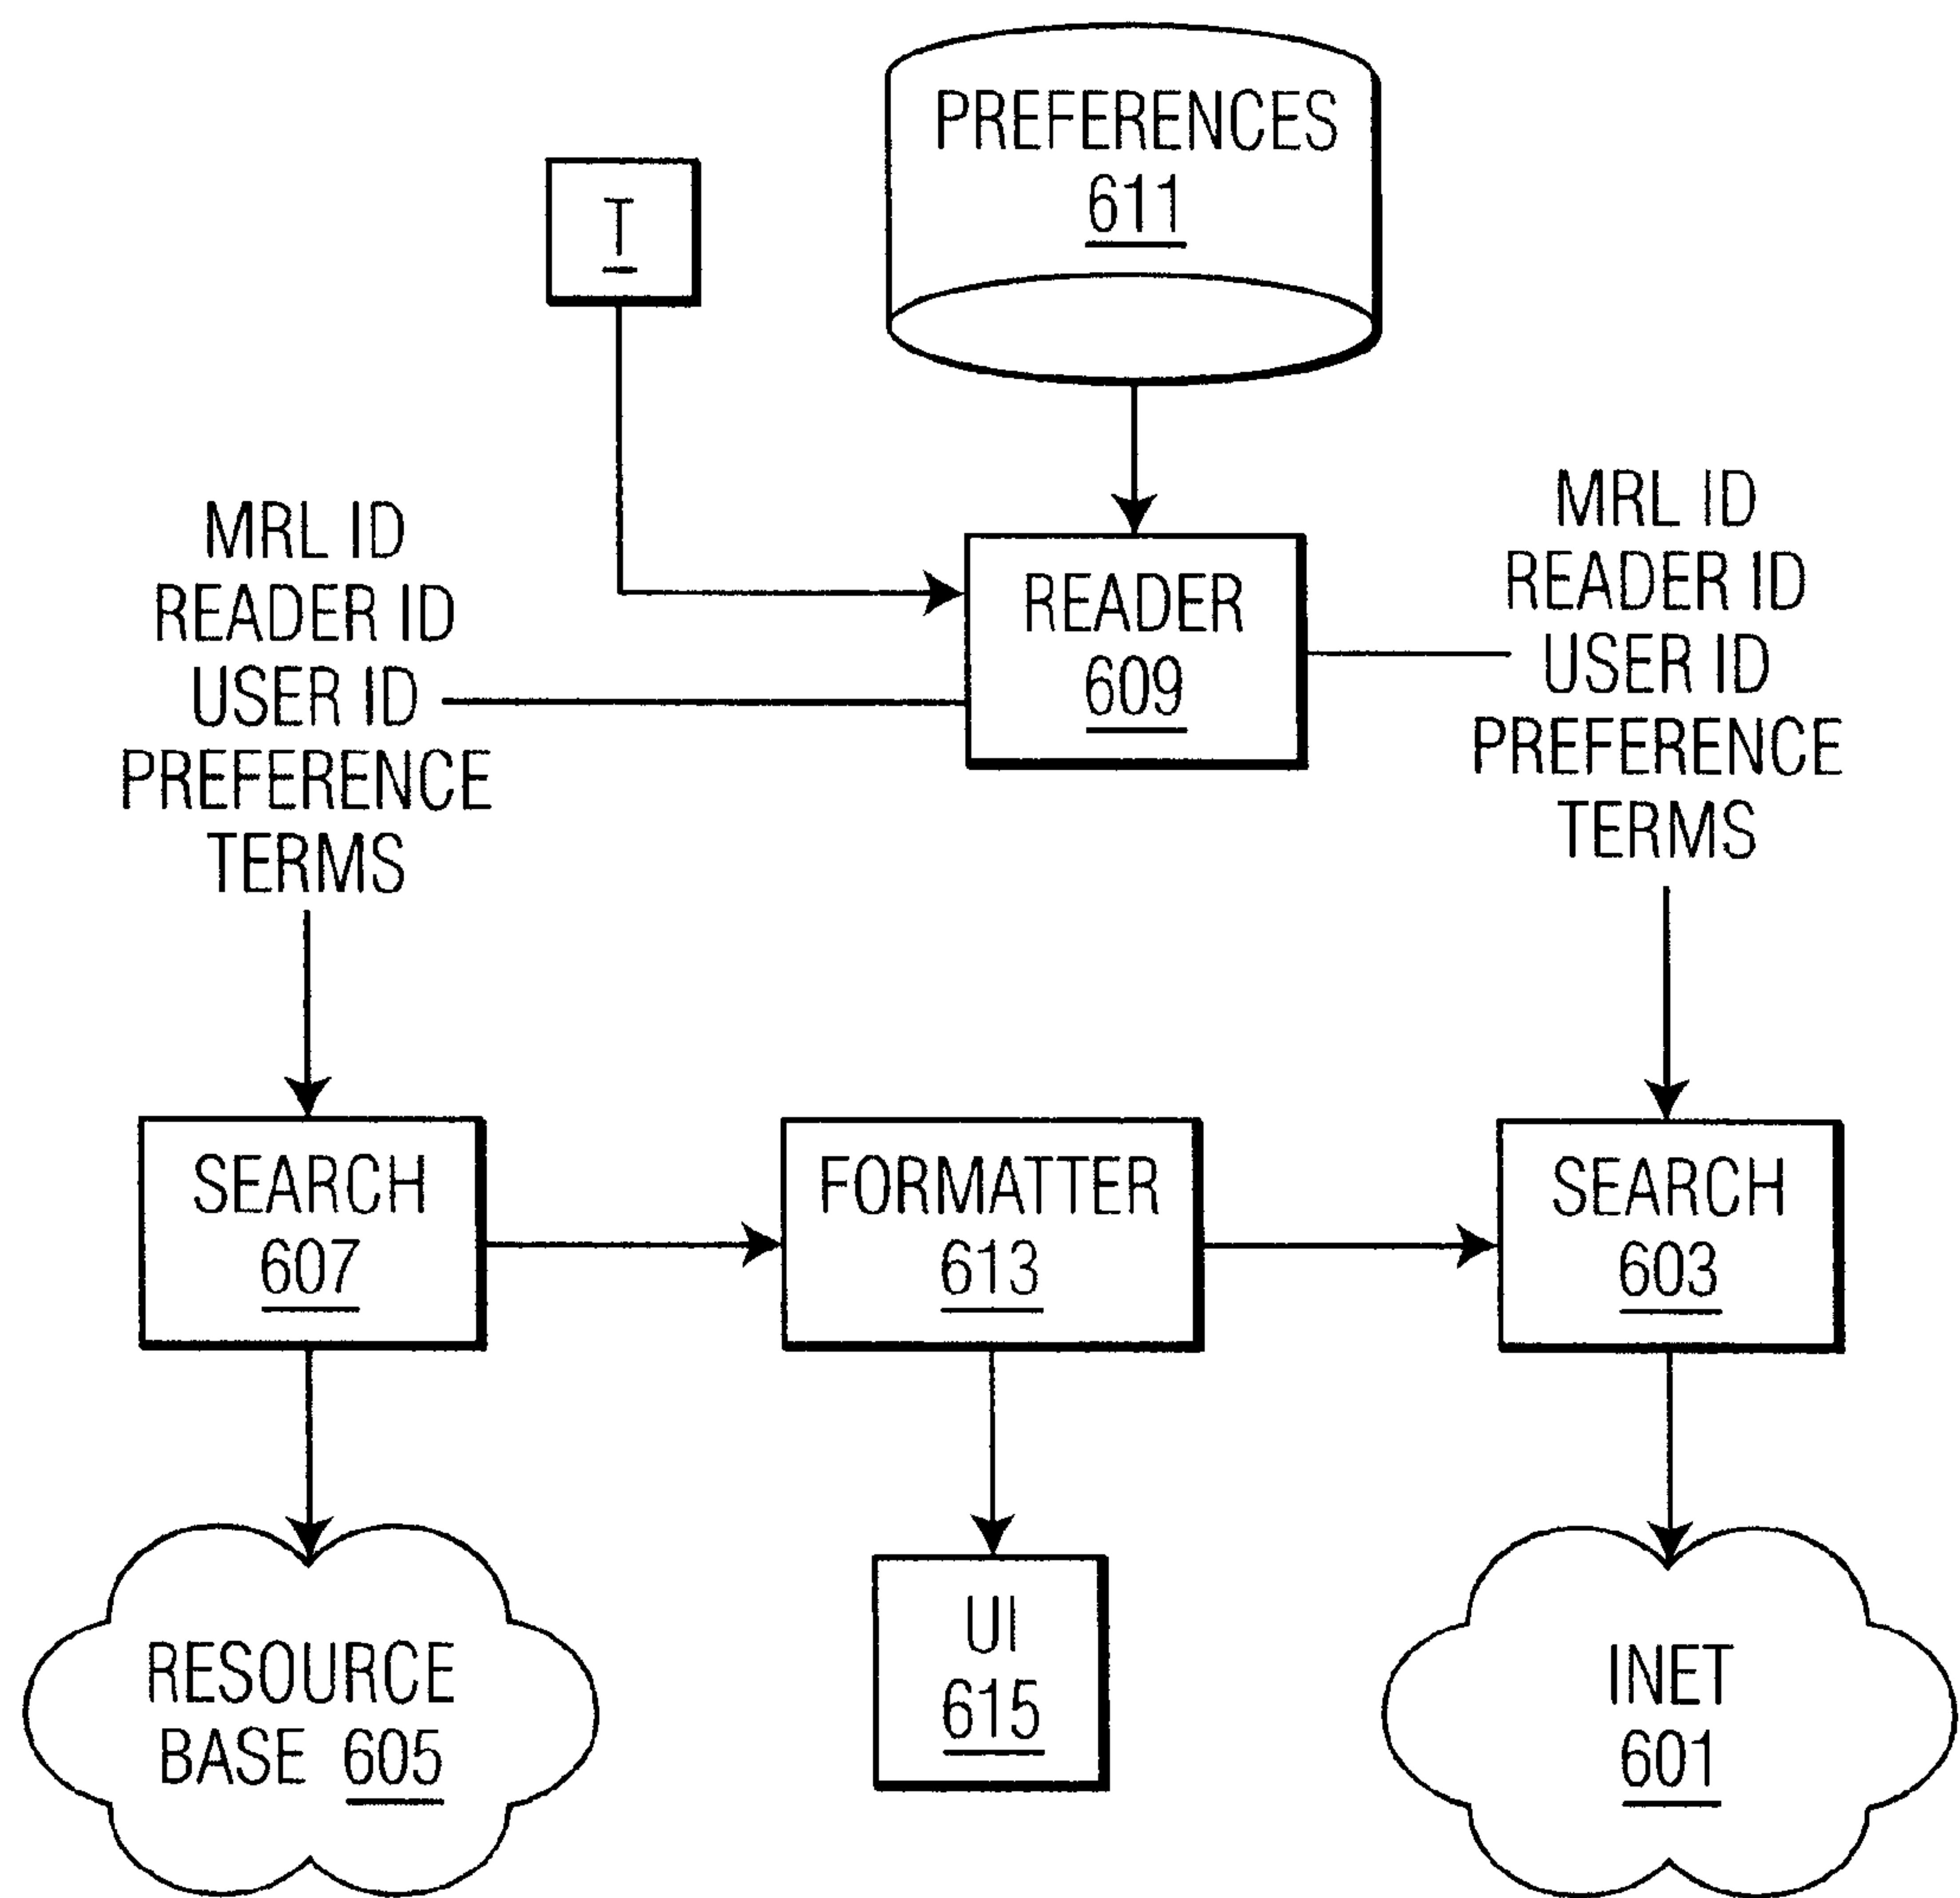 PREFERENCES
611
T
MRL ID
READER ID
USER ID
PREFERENCE
TERMS
READER
609
MRL ID
READER ID
USER ID
PREFERENCE
TERMS
SEARCH
607
FORMATTER
613
SEARCH
603
RESOURCE
BASE 605
UI
615
INET
601